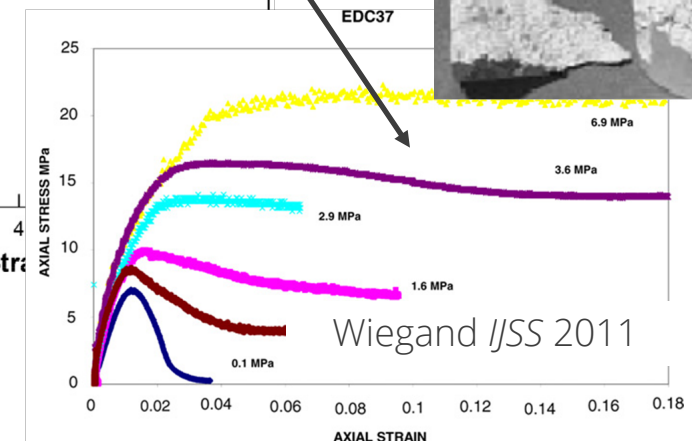 EDC37
25
20
15
10
5
0
AXIAL STRESS MPa
6.9 MPa
3.6 MPa
2.9 MPa
1.6 MPa
0.1 MPa
Wiegand IJSS 2011
0 0.02 0.04 0.06 0.08 0.1 0.12 0.14 0.16 0.18
AXIAL STRAIN
4